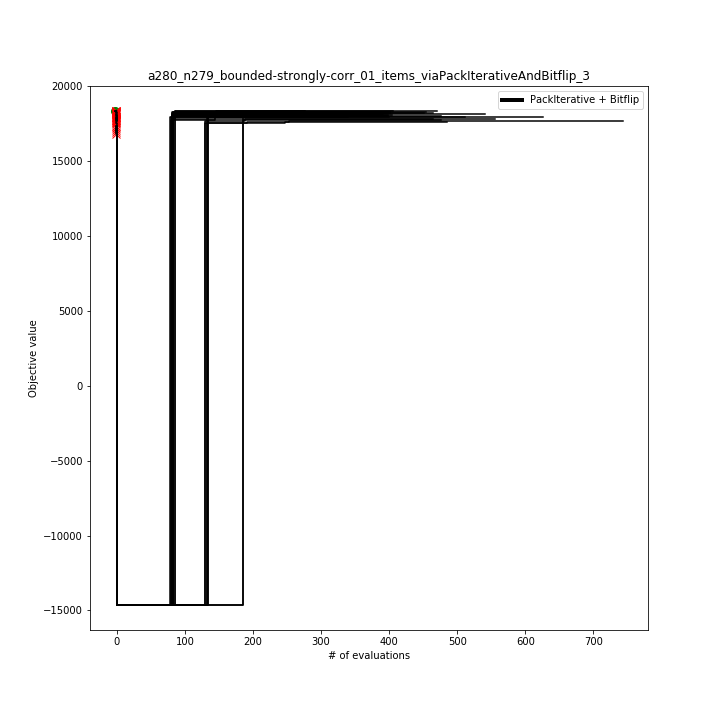 a280_n279_bounded-strongly-corr_01_items_viaPackIterativeAndBitflip_3
PackIterative + Bitflip
20000
15000
10000
5000
0
−5000
−10000
−15000
Objective value
0 100 200 300 400 500 600 700
# of evaluations